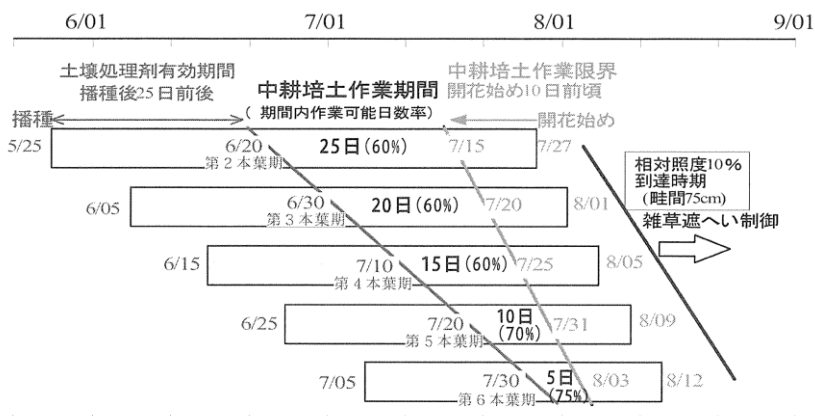 6/01 7/01 8/01 9/01
土壌処理剤有効期間
播種後25日前後
中耕培土作業期間
(期間内作業可能日数率)
中耕培土作業限界
開花始め10日前頃
播種
開花始め
5/25 6/20 25日(60%) 7/15 7/27
第2本葉期
相対照度10%
到達時期
(畦間75cm)
雑草遮へい制御
6/05 6/30 20日(60%) 7/20 8/01
第3本葉期
6/15 7/10 15日(60%) 7/25 8/05
第4本葉期
6/25 7/20 10日 7/31 8/09
(70%)
第5本葉期
7/05 7/30 5日 8/03 8/12
(75%)
第6本葉期